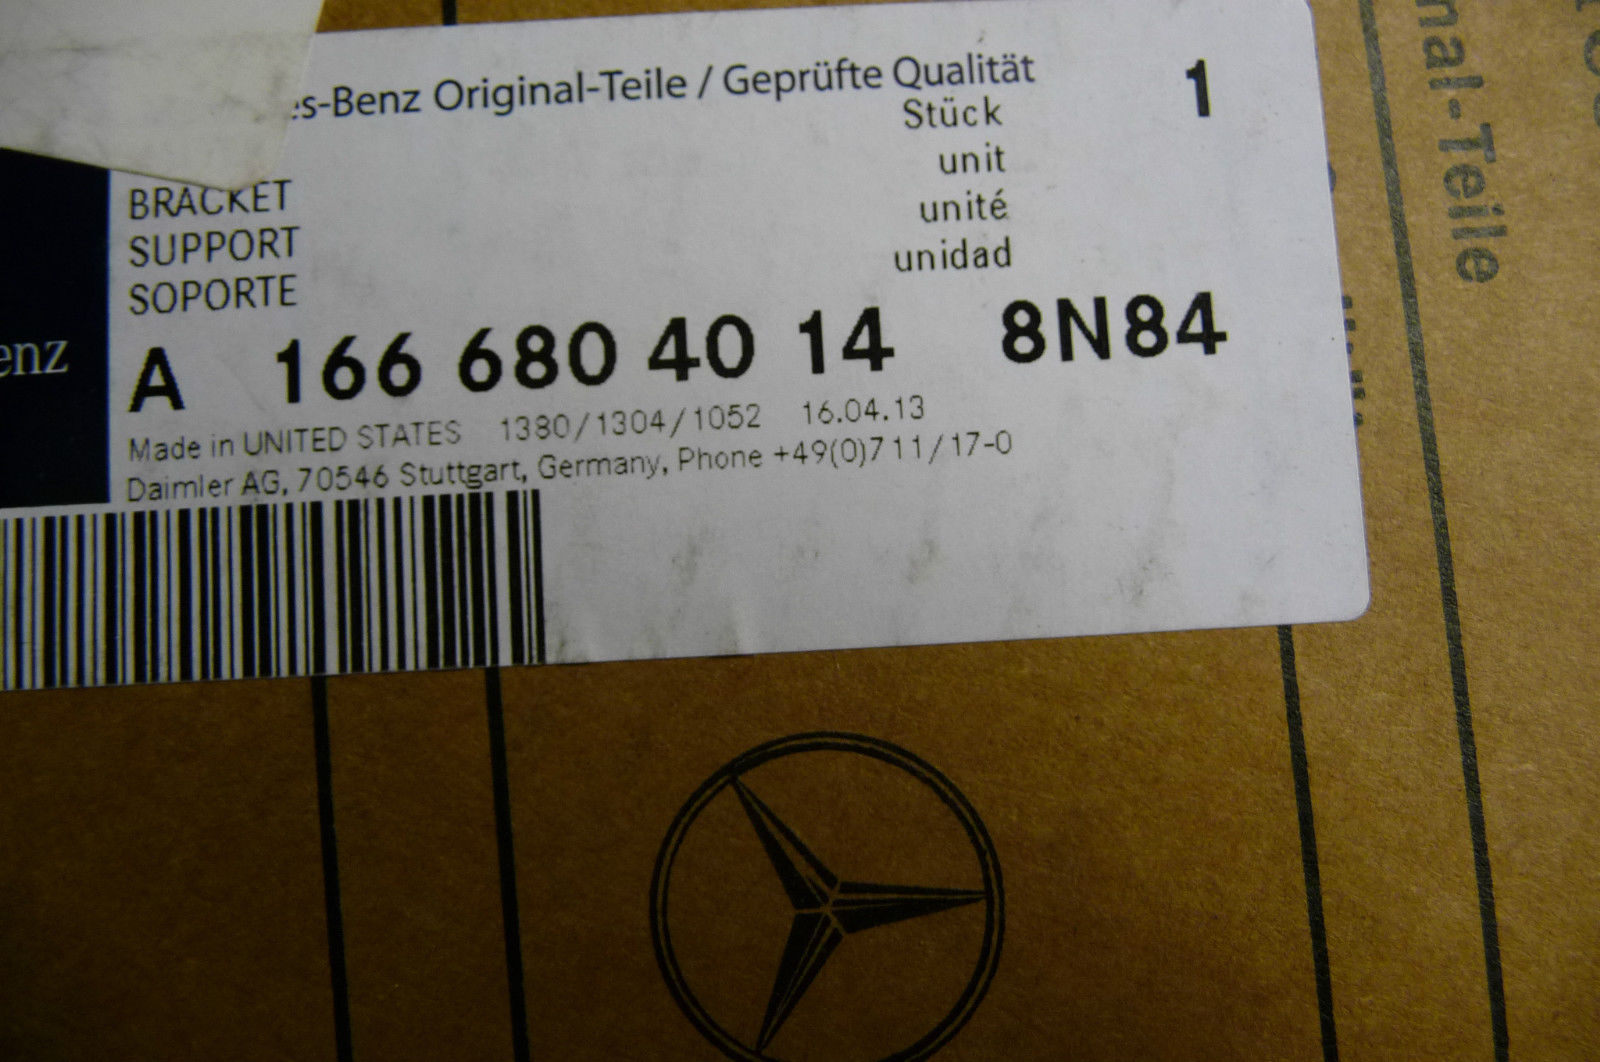 es-Benz Original-Teile / Geprüfte Qualität
Stück 1
unit
unité
unidad
BRACKET
SUPPORT
SOPORTE
A 166 680 40 14 8N84
Made in UNITED STATES 1380/1304/1052 16.04.13
Daimler AG, 70546 Stuttgart, Germany, Phone +49(0)711/17-0
enz
nal-Teile